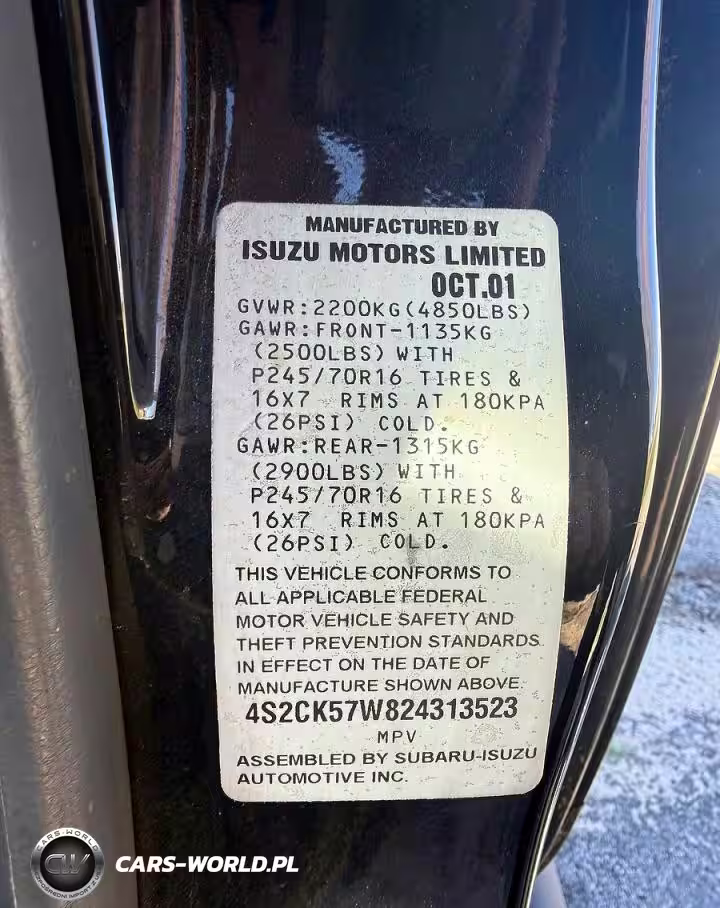 MANUFACTURED BY
ISUZU MOTORS LIMITED
OCT.01
GVWR:2200KG(4850LBS)
GAWR:FRONT-1135KG
(2500LBS) WITH
P245/70R16 TIRES &
16X7 RIMS AT 180KPA
(26PSI) COLD.
GAWR:REAR-1315KG
(2900LBS) WITH
P245/70R16 TIRES &
16X7 RIMS AT 180KPA
(26PSI) COLD.
THIS VEHICLE CONFORMS TO
ALL APPLICABLE FEDERAL
MOTOR VEHICLE SAFETY AND
THEFT PREVENTION STANDARDS
IN EFFECT ON THE DATE OF
MANUFACTURE SHOWN ABOVE.
4S2CK57W824313523
MPV
ASSEMBLED BY SUBARU-ISUZU
AUTOMOTIVE INC.
CARS-WORLD
CW
CARS-WORLD.PL